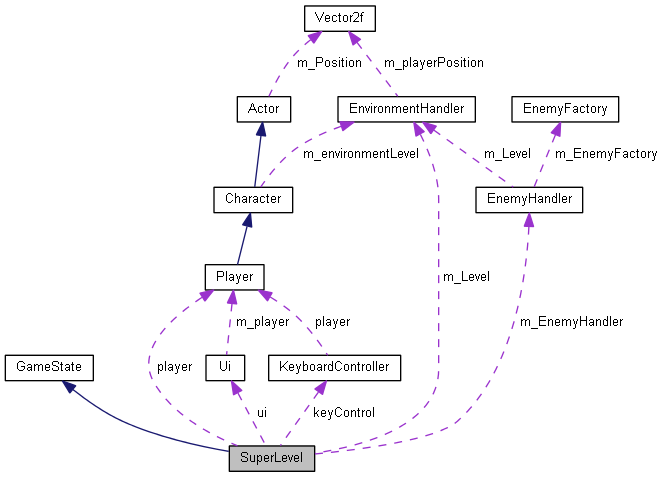 Vector2f
m_Position
m_playerPosition
Actor
EnvironmentHandler
EnemyFactory
m_environmentLevel
m_Level
m_EnemyFactory
Character
EnemyHandler
Player
m_Level
m_player
player
m_EnemyHandler
GameState
player
Ui
KeyboardController
ui
keyControl
SuperLevel